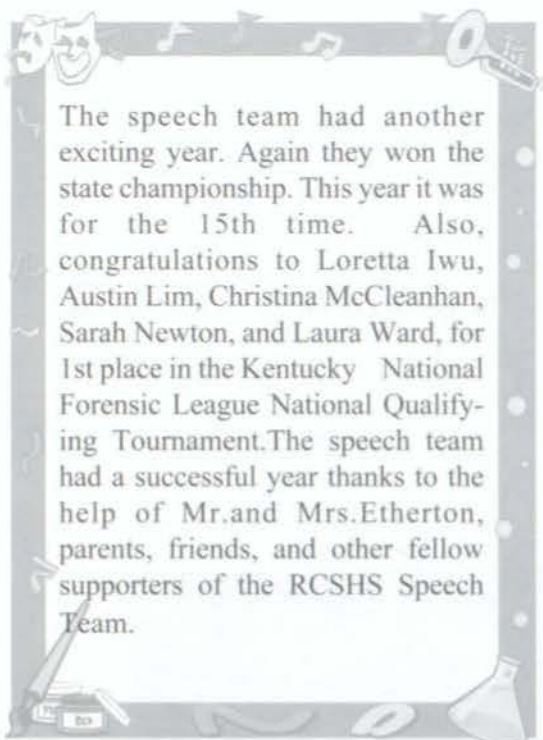 The speech team had another
exciting year. Again they won the
state championship. This year it was
for the 15th time. Also,
congratulations to Loretta Iwu,
Austin Lim, Christina McCleanhan,
Sarah Newton, and Laura Ward, for
1st place in the Kentucky National
Forensic League National Qualify-
ing Tournament.The speech team
had a successful year thanks to the
help of Mr.and Mrs.Etherton,
parents, friends, and other fellow
supporters of the RCSHS Speech
Team.